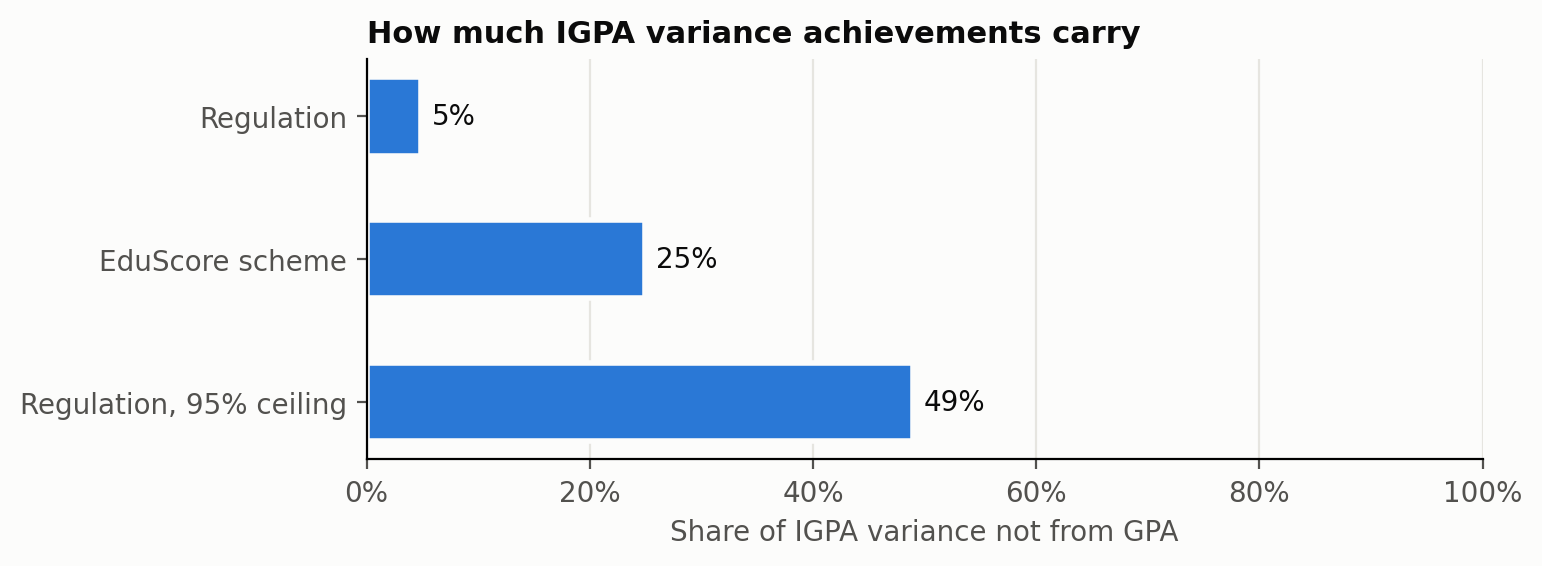 How much IGPA variance achievements carry
Regulation
5%
EduScore scheme
25%
Regulation, 95% ceiling
49%
0% 20% 40% 60% 80% 100%
Share of IGPA variance not from GPA